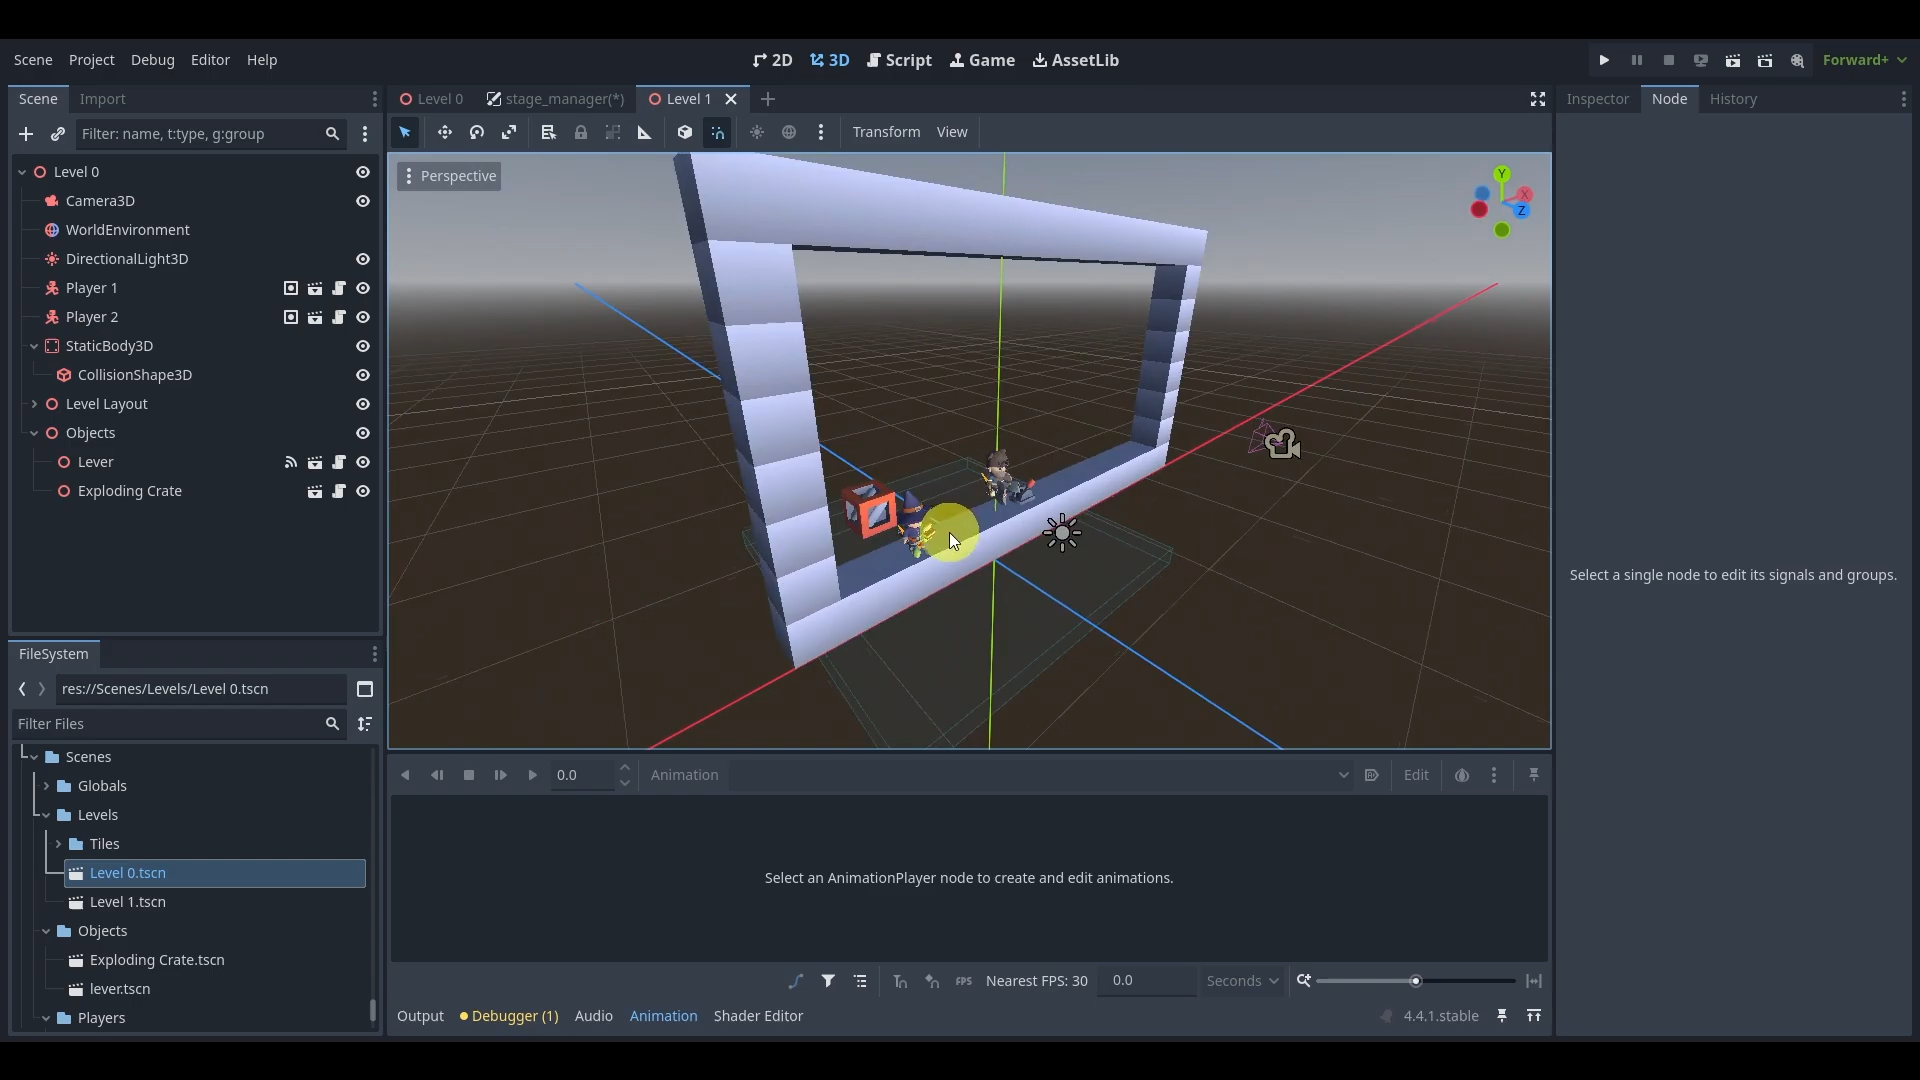 Scene Project Debug Editor Help
2D 3D Script Game AssetLib
Forward+
Scene Import
Filter: name, t:type, g:group
Level 0
Camera3D
WorldEnvironment
DirectionalLight3D
Player 1
Player 2
StaticBody3D
CollisionShape3D
Level Layout
Objects
Lever
Exploding Crate
FileSystem
res://Scenes/Levels/Level 0.tscn
Filter Files
Scenes
Globals
Levels
Tiles
Level 0.tscn
Level 1.tscn
Objects
Exploding Crate.tscn
lever.tscn
Players
Level 0 stage_manager(*) Level 1
Transform View
Perspective
Y
X
Z
0.0 Animation Edit
Select an AnimationPlayer node to create and edit animations.
FPS Nearest FPS: 30 0.0 Seconds
Output Debugger (1) Audio Animation Shader Editor 4.4.1.stable
Inspector Node History
Select a single node to edit its signals and groups.